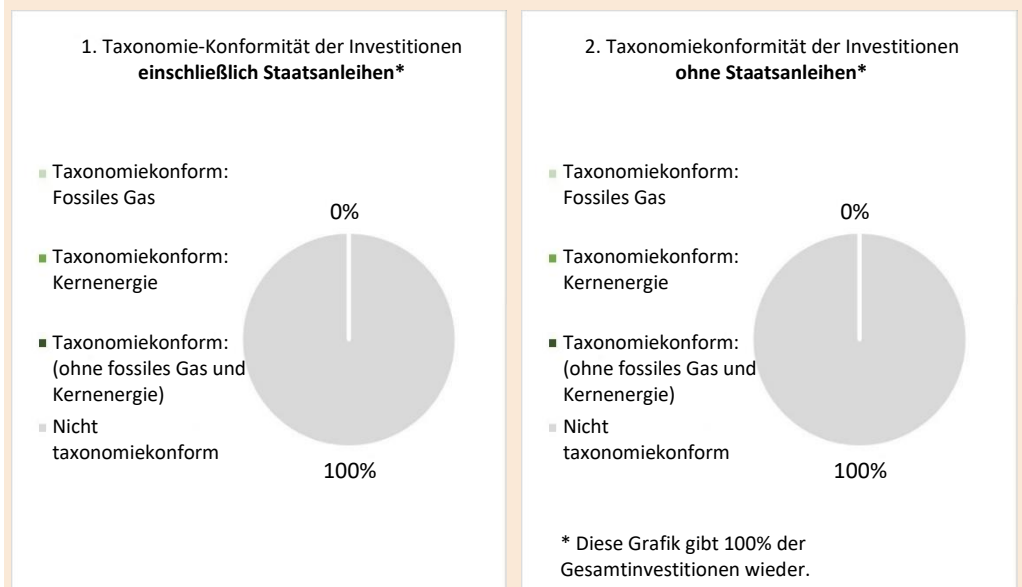 1. Taxonomie-Konformität der Investitionen
einschließlich Staatsanleihen*
Taxonomiekonform:
Fossiles Gas
Taxonomiekonform:
Kernenergie
Taxonomiekonform:
(ohne fossiles Gas und
Kernenergie)
Nicht
taxonomiekonform
0%
100%
2. Taxonomiekonformität der Investitionen
ohne Staatsanleihen*
Taxonomiekonform:
Fossiles Gas
Taxonomiekonform:
Kernenergie
Taxonomiekonform:
(ohne fossiles Gas und
Kernenergie)
Nicht
taxonomiekonform
0%
100%
* Diese Grafik gibt 100% der
Gesamtinvestitionen wieder.